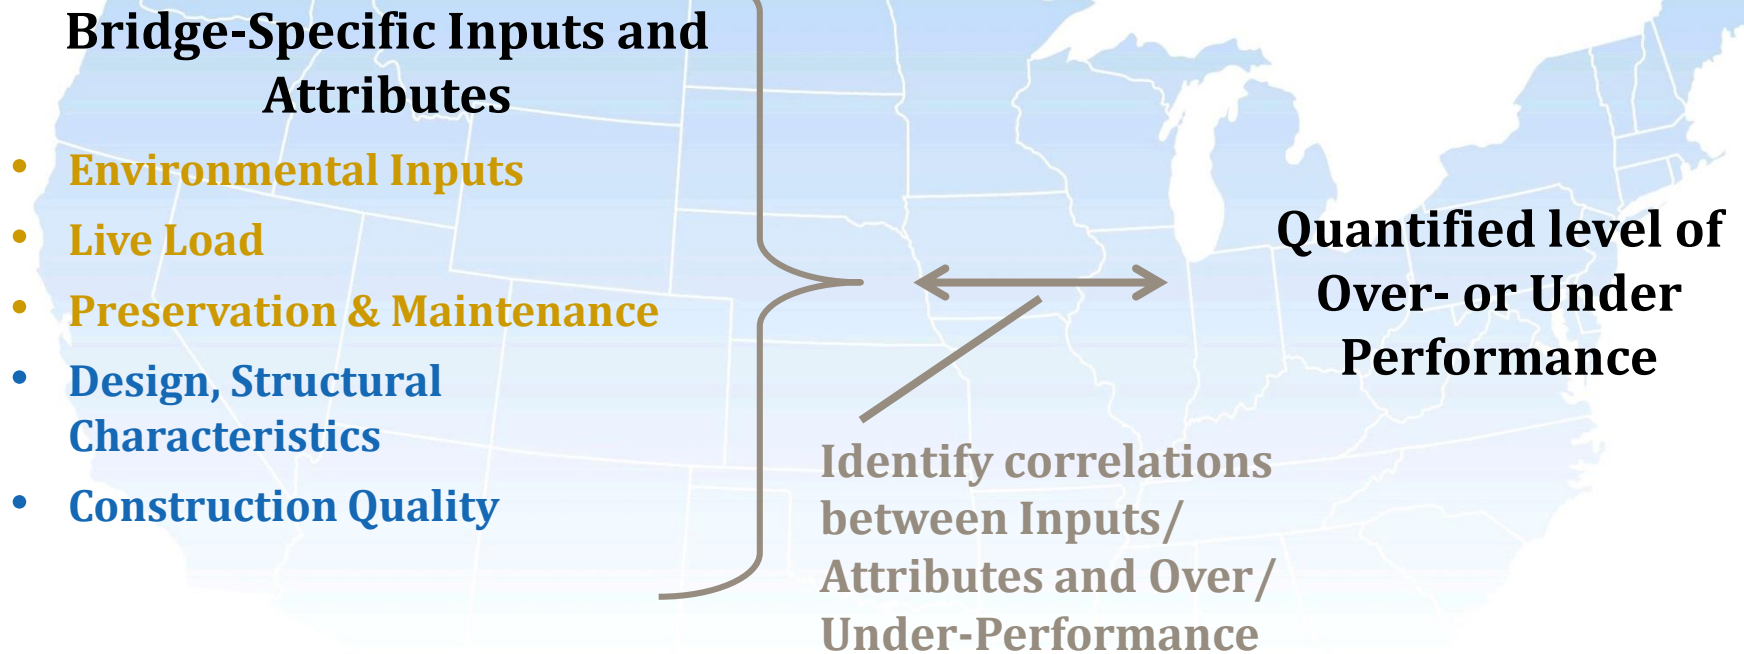 Bridge-Specific Inputs and
Attributes
• Environmental Inputs
• Live Load
• Preservation & Maintenance
• Design, Structural
Characteristics
• Construction Quality
Quantified level of
Over- or Under
Performance
Identify correlations
between Inputs/
Attributes and Over/
Under-Performance